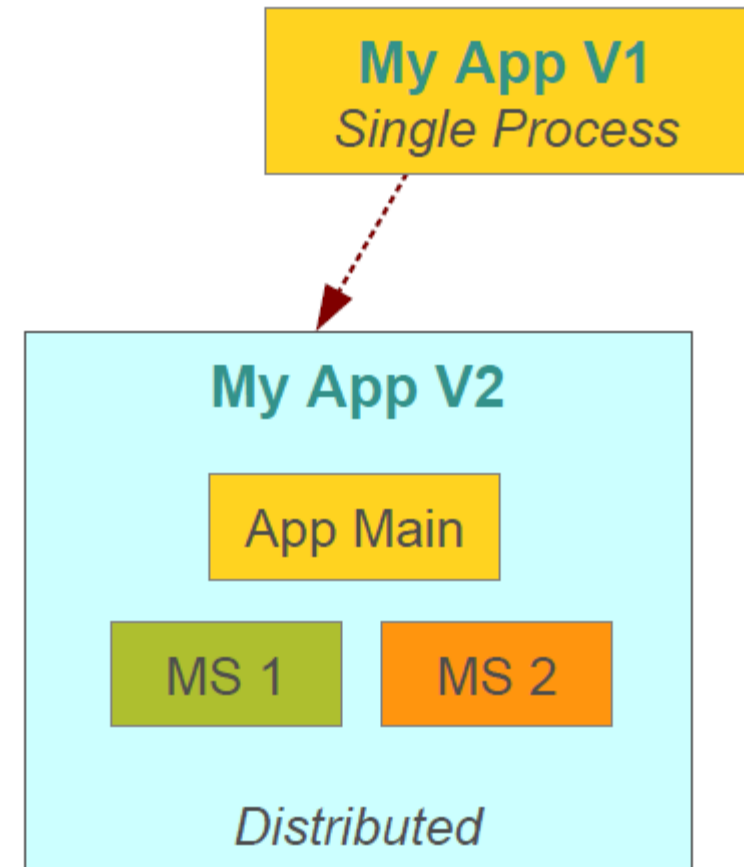 My App V1
Single Process
My App V2
App Main
MS 1
MS 2
Distributed